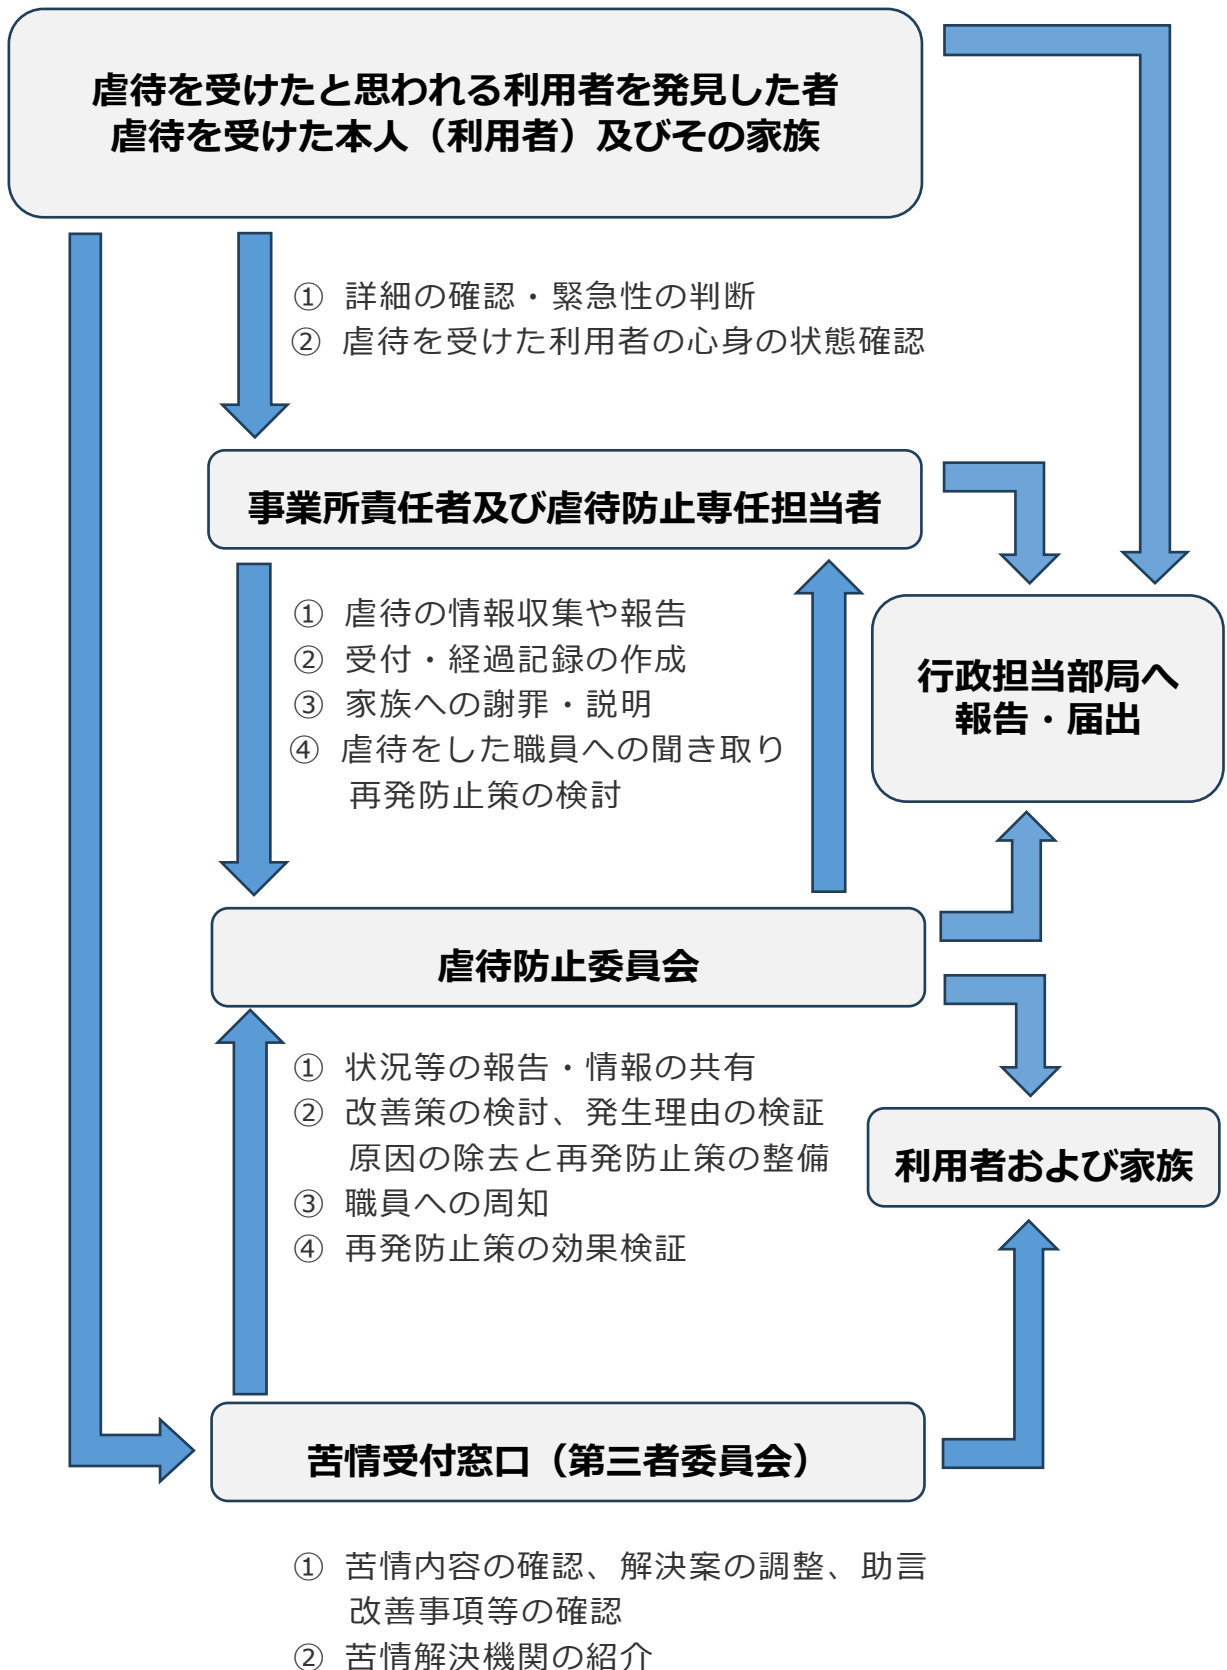 虐待を受けたと思われる利用者を発見した者
虐待を受けた本人（利用者）及びその家族
① 詳細の確認・緊急性の判断
② 虐待を受けた利用者の心身の状態確認
事業所責任者及び虐待防止専任担当者
① 虐待の情報収集や報告
② 受付・経過記録の作成
③ 家族への謝罪・説明
④ 虐待をした職員への聞き取り
再発防止策の検討
行政担当部局へ
報告・届出
虐待防止委員会
① 状況等の報告・情報の共有
② 改善策の検討、発生理由の検証
原因の除去と再発防止策の整備
③ 職員への周知
④ 再発防止策の効果検証
利用者および家族
苦情受付窓口（第三者委員会）
① 苦情内容の確認、解決案の調整、助言
改善事項等の確認
② 苦情解決機関の紹介